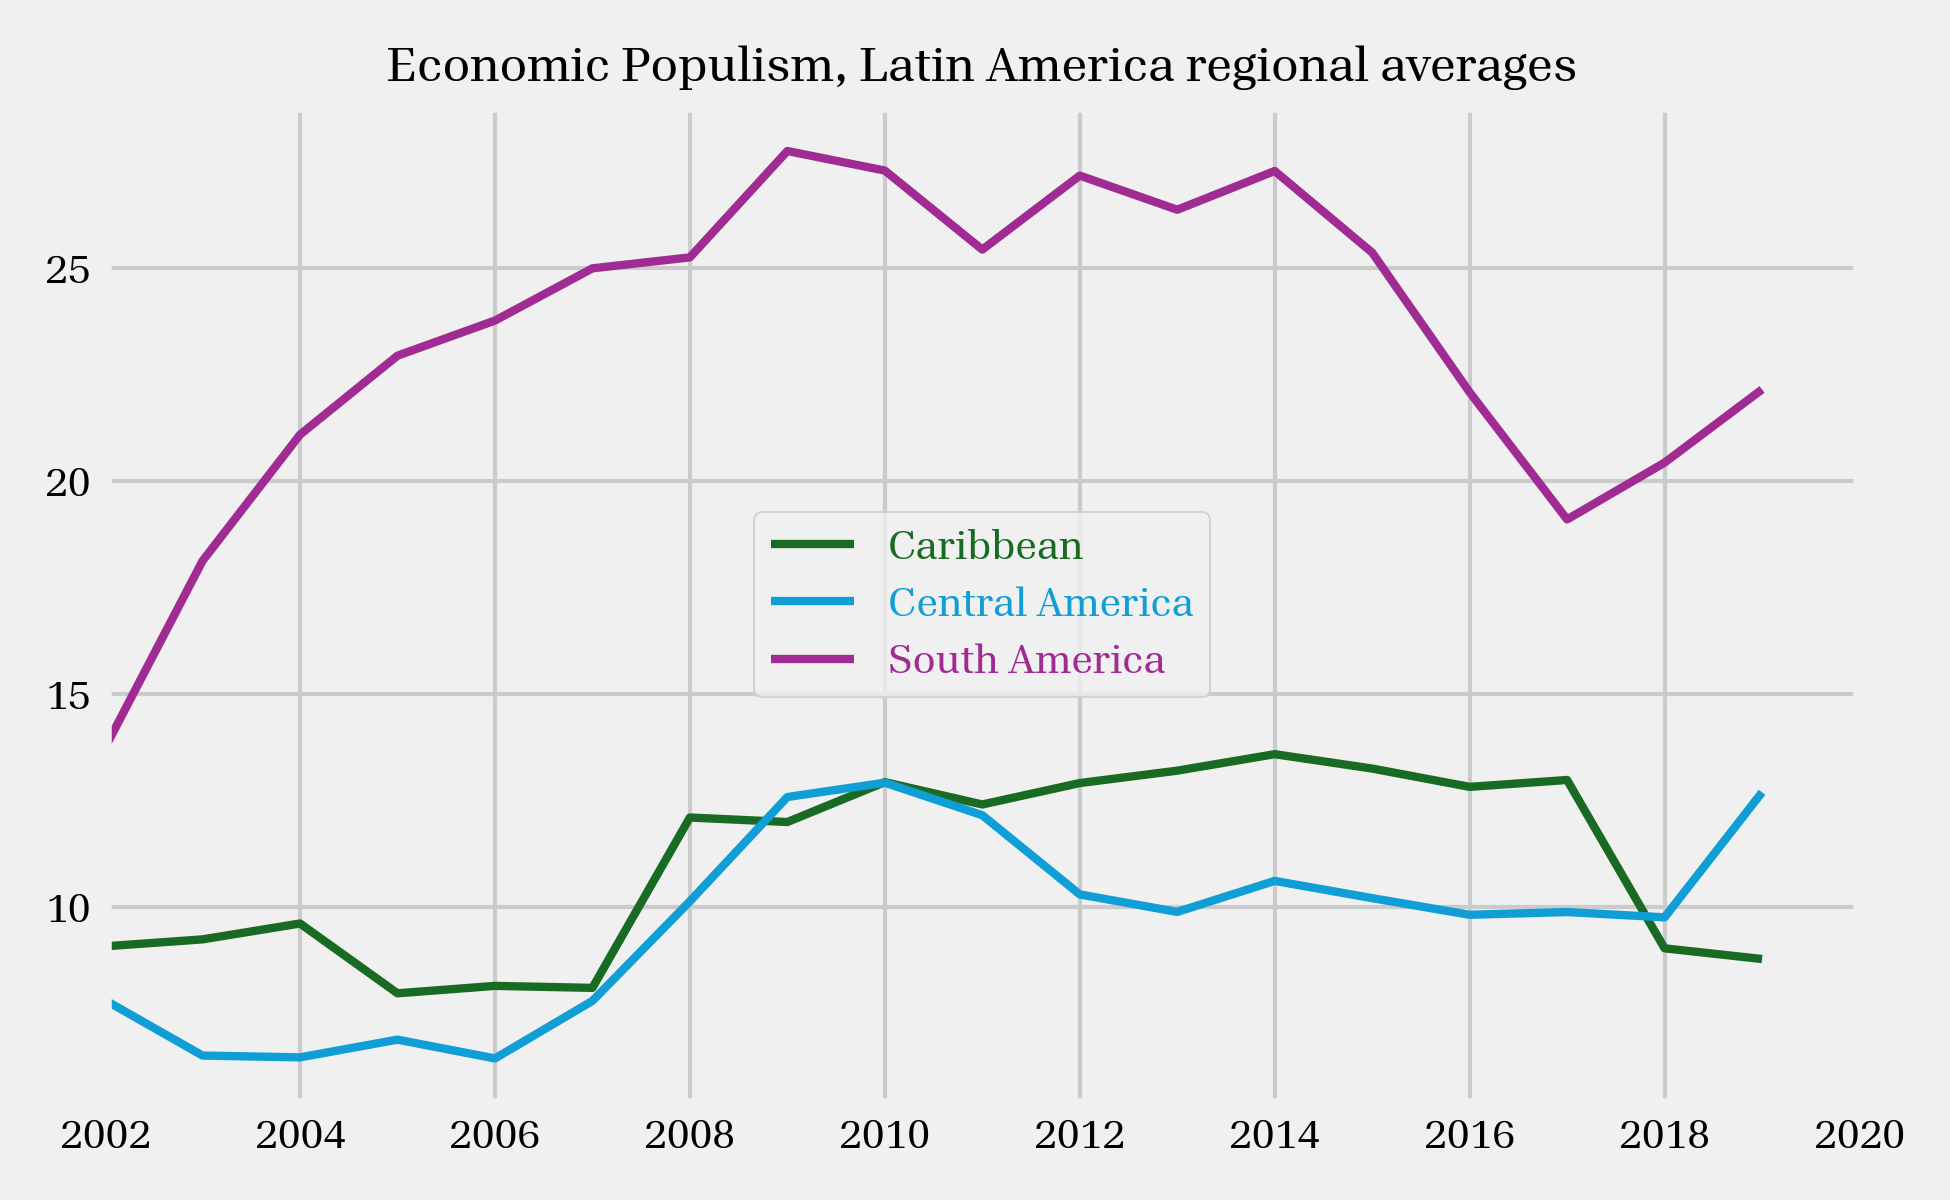 Economic Populism, Latin America regional averages
25
20
Caribbean
Central America
South America
15
10
2002 2004 2006 2008 2010 2012 2014 2016 2018 2020